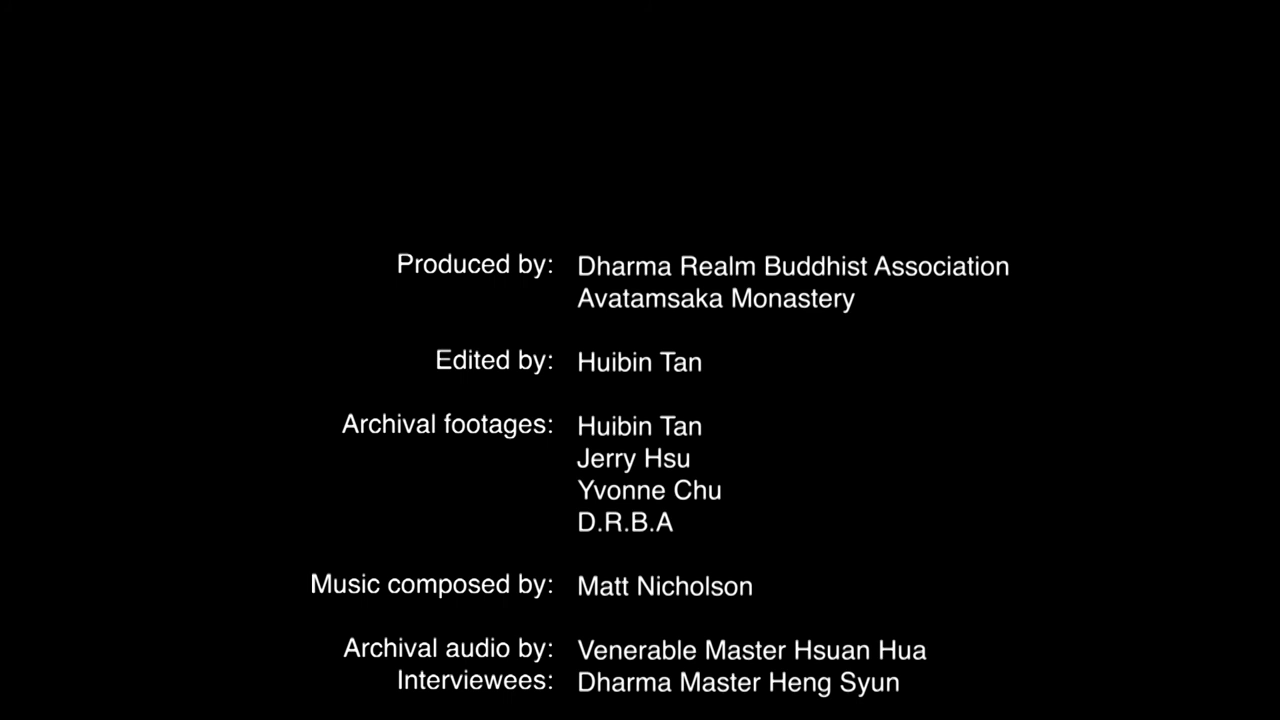 Produced by: Dharma Realm Buddhist Association
Avatamsaka Monastery
Edited by: Huibin Tan
Archival footages: Huibin Tan
Jerry Hsu
Yvonne Chu
D.R.B.A
Music composed by: Matt Nicholson
Archival audio by: Venerable Master Hsuan Hua
Interviewees: Dharma Master Heng Syun